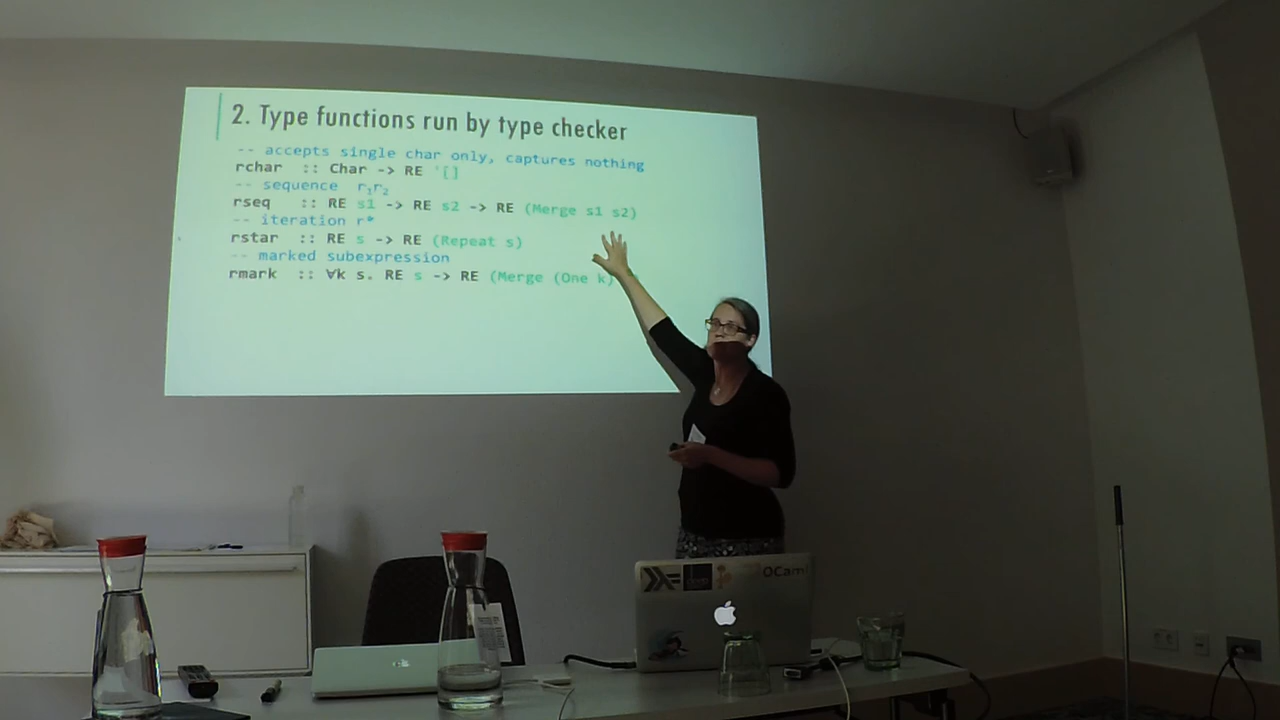 2. Type functions run by type checker
-- accepts single char only, captures nothing
rchar :: Char -> RE '[]
-- sequence r₁r₂
rseq :: RE s1 -> RE s2 -> RE (Merge s1 s2)
-- iteration r*
rstar :: RE s -> RE (Repeat s)
-- marked subexpression
rmark :: ∀k s. RE s -> RE (Merge (One k)
OCaml